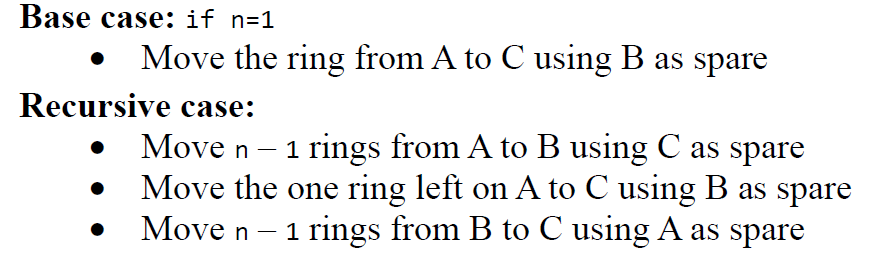 Base case: if n=1
• Move the ring from A to C using B as spare
Recursive case:
• Move n – 1 rings from A to B using C as spare
• Move the one ring left on A to C using B as spare
• Move n – 1 rings from B to C using A as spare